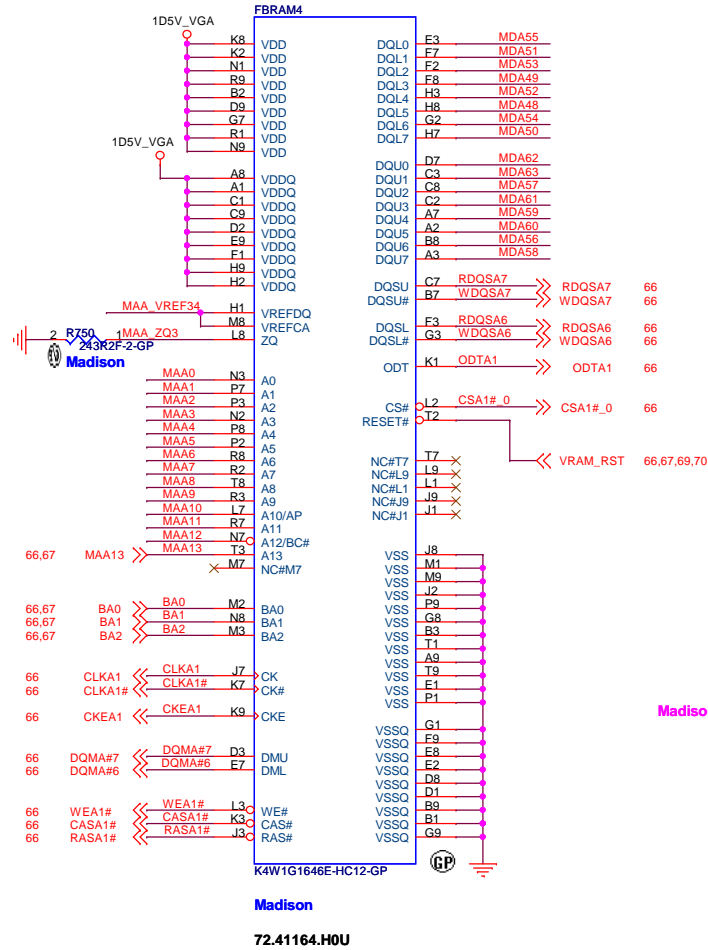 FBRAM4
1D5V_VGA
K8 VDD
K2 VDD
N1 VDD
R9 VDD
B2 VDD
D9 VDD
G7 VDD
R1 VDD
N9 VDD
1D5V_VGA
A8 VDDQ
A1 VDDQ
C1 VDDQ
C9 VDDQ
D2 VDDQ
E9 VDDQ
F1 VDDQ
H9 VDDQ
H2 VDDQ
MAA_VREF34 H1 VREFDQ
M8 VREFCA
2 R750 1 MAA_ZQ3 L8 ZQ
243R2F-2-GP
Madison
MAA0 N3 A0
MAA1 P7 A1
MAA2 P3 A2
MAA3 N2 A3
MAA4 P8 A4
MAA5 P2 A5
MAA6 R8 A6
MAA7 R2 A7
MAA8 T8 A8
MAA9 R3 A9
MAA10 L7 A10/AP
MAA11 R7 A11
MAA12 N7 A12/BC#
66,67 MAA13 MAA13 T3 A13
M7 NC#M7
66,67 BA0 BA0 M2 BA0
66,67 BA1 BA1 N8 BA1
66,67 BA2 BA2 M3 BA2
66 CLKA1 CLKA1 J7 CK
66 CLKA1# CLKA1# K7 CK#
66 CKEA1 CKEA1 K9 CKE
66 DQMA#7 DQMA#7 D3 DMU
66 DQMA#6 DQMA#6 E7 DML
66 WEA1# WEA1# L3 WE#
66 CASA1# CASA1# K3 CAS#
66 RASA1# RASA1# J3 RAS#
DQL0 E3 MDA55
DQL1 F7 MDA51
DQL2 F2 MDA53
DQL3 F8 MDA49
DQL4 H3 MDA52
DQL5 H8 MDA48
DQL6 G2 MDA54
DQL7 H7 MDA50
DQU0 D7 MDA62
DQU1 C3 MDA63
DQU2 C8 MDA57
DQU3 C2 MDA61
DQU4 A7 MDA59
DQU5 A2 MDA60
DQU6 B8 MDA56
DQU7 A3 MDA58
DQSU C7 RDQSA7 RDQSA7 66
DQSU# B7 WDQSA7 WDQSA7 66
DQSL F3 RDQSA6 RDQSA6 66
DQSL# G3 WDQSA6 WDQSA6 66
ODT K1 ODTA1 ODTA1 66
CS# L2 CSA1#_0 CSA1#_0 66
RESET# T2
VRAM_RST 66,67,69,70
NC#T7 T7
NC#L9 L9
NC#L1 L1
NC#J9 J9
NC#J1 J1
VSS J8
VSS M1
VSS M9
VSS J2
VSS P9
VSS G8
VSS B3
VSS T1
VSS A9
VSS T9
VSS E1
VSS P1
VSSQ G1
VSSQ F9
VSSQ E8
VSSQ E2
VSSQ D8
VSSQ D1
VSSQ B9
VSSQ B1
VSSQ G9
Madiso
GP
K4W1G1646E-HC12-GP
Madison
72.41164.H0U